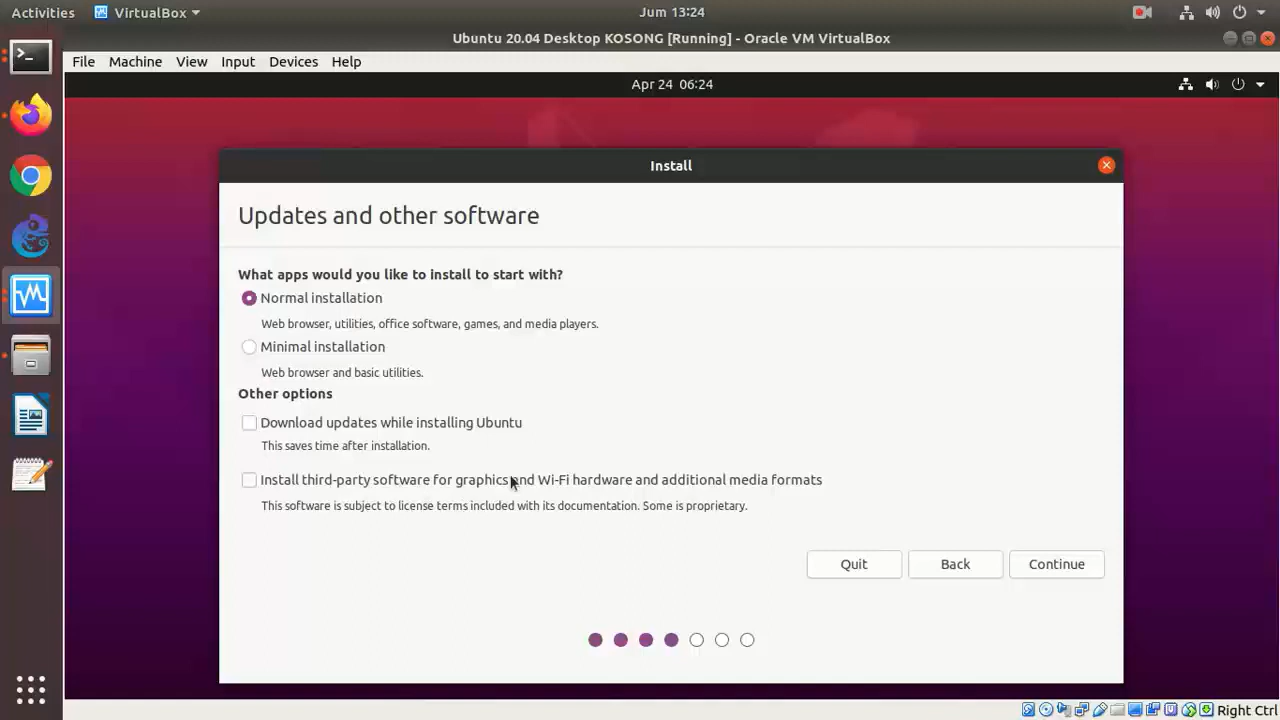 Activities VirtualBox Jum 13:24
Ubuntu 20.04 Desktop KOSONG [Running] - Oracle VM VirtualBox
File Machine View Input Devices Help
Apr 24 06:24
Install
Updates and other software
What apps would you like to install to start with?
Normal installation
Web browser, utilities, office software, games, and media players.
Minimal installation
Web browser and basic utilities.
Other options
Download updates while installing Ubuntu
This saves time after installation.
Install third-party software for graphics and Wi-Fi hardware and additional media formats
This software is subject to license terms included with its documentation. Some is proprietary.
Quit Back Continue
Right Ctrl